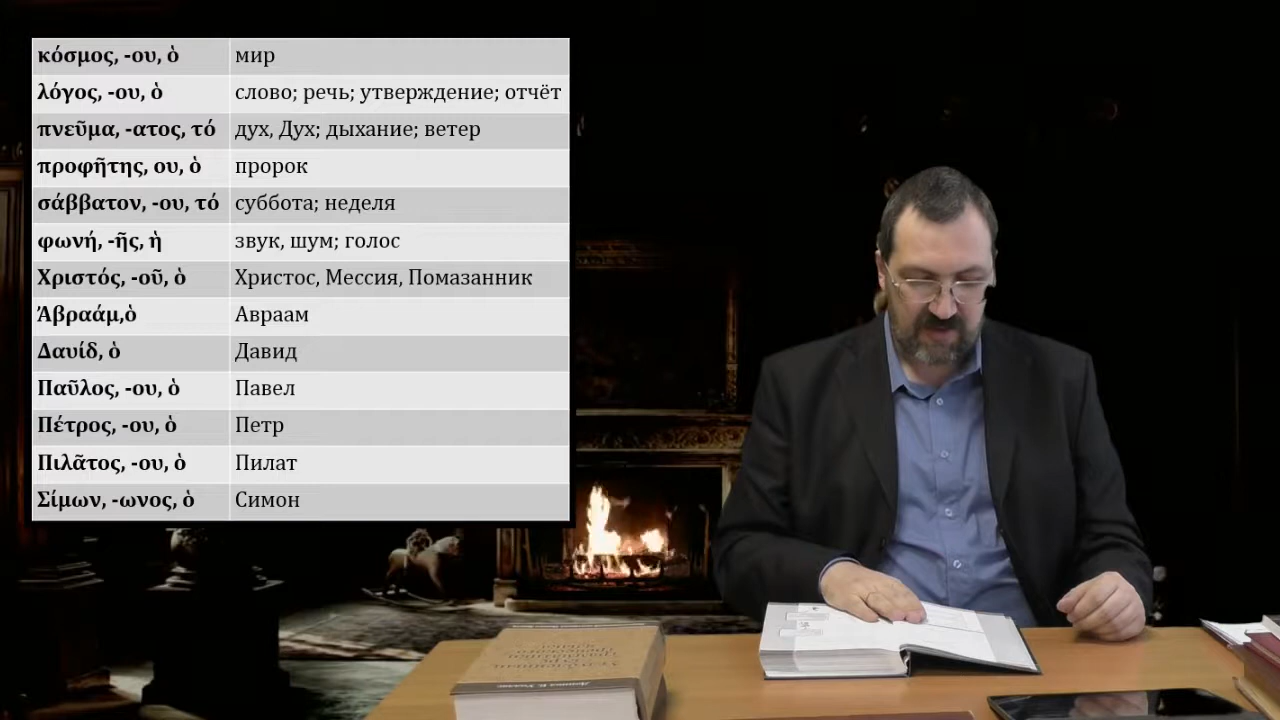 κόσμος, -ου, ὁ мир
λόγος, -ου, ὁ слово; речь; утверждение; отчёт
πνεῦμα, -ατος, τό дух, Дух; дыхание; ветер
προφῆτης, ου, ὁ пророк
σάββατον, -ου, τό суббота; неделя
φωνή, -ῆς, ἡ звук, шум; голос
Χριστός, -οῦ, ὁ Христос, Мессия, Помазанник
Ἀβραάμ,ὁ Авраам
Δαυίδ, ὁ Давид
Παῦλος, -ου, ὁ Павел
Πέτρος, -ου, ὁ Петр
Πιλᾶτος, -ου, ὁ Пилат
Σίμων, -ωνος, ὁ Симон